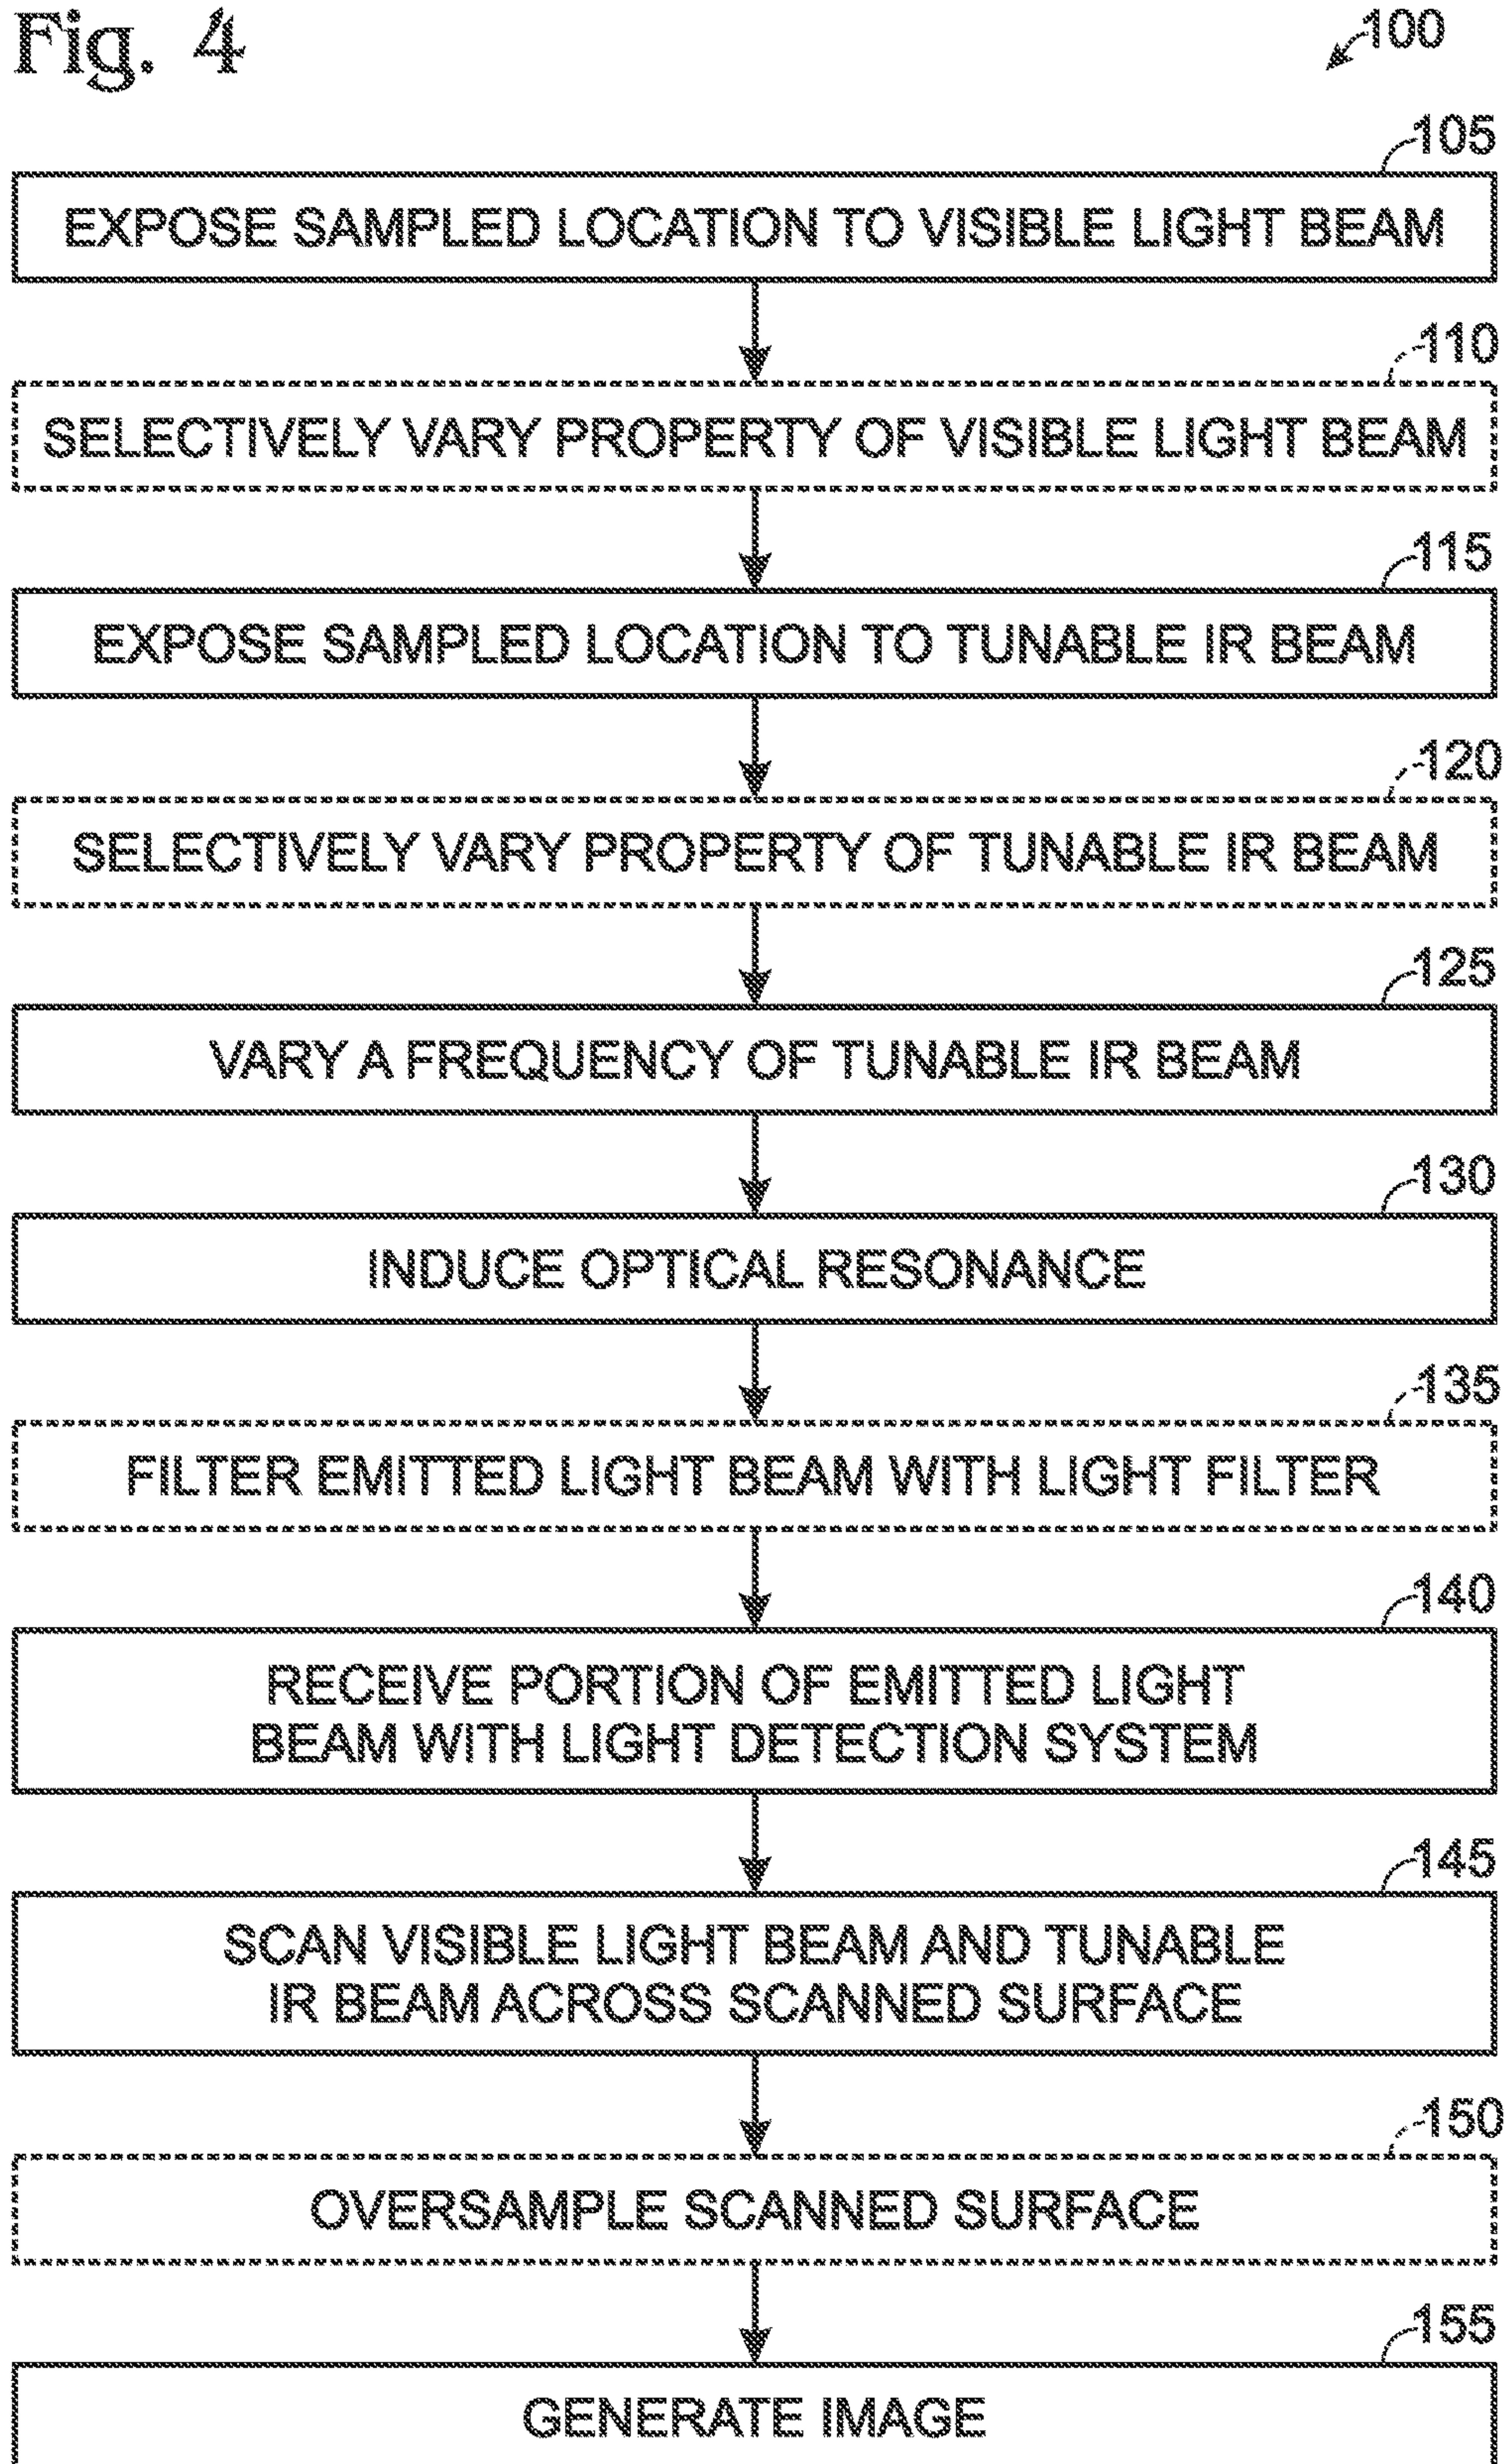 Fig. 4
100
105
EXPOSE SAMPLED LOCATION TO VISIBLE LIGHT BEAM
110
SELECTIVELY VARY PROPERTY OF VISIBLE LIGHT BEAM
115
EXPOSE SAMPLED LOCATION TO TUNABLE IR BEAM
120
SELECTIVELY VARY PROPERTY OF TUNABLE IR BEAM
125
VARY A FREQUENCY OF TUNABLE IR BEAM
130
INDUCE OPTICAL RESONANCE
135
FILTER EMITTED LIGHT BEAM WITH LIGHT FILTER
140
RECEIVE PORTION OF EMITTED LIGHT
BEAM WITH LIGHT DETECTION SYSTEM
145
SCAN VISIBLE LIGHT BEAM AND TUNABLE
IR BEAM ACROSS SCANNED SURFACE
150
OVERSAMPLE SCANNED SURFACE
155
GENERATE IMAGE